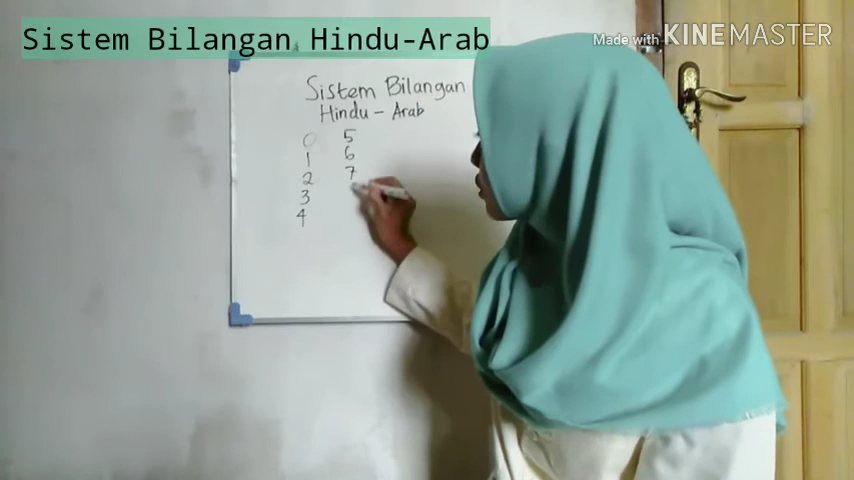 Sistem Bilangan Hindu-Arab
Made with KINEMASTER
Sistem Bilangan
Hindu - Arab
0 5
1 6
2 7
3
4